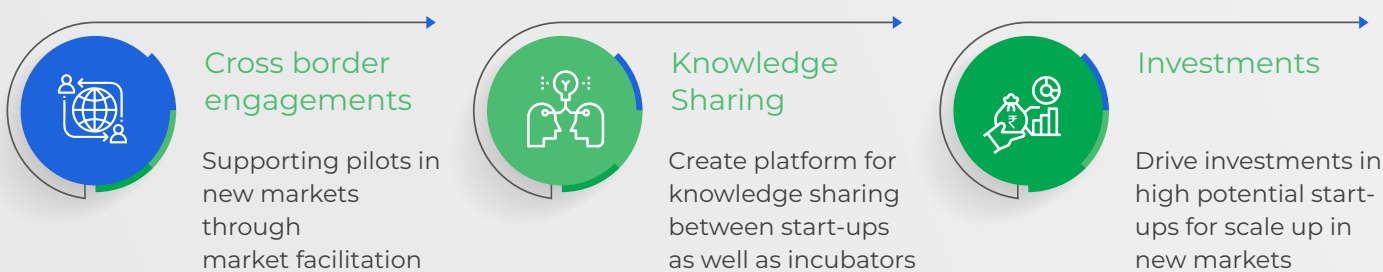 Cross border
engagements
Supporting pilots in
new markets
through
market facilitation
Knowledge
Sharing
Create platform for
knowledge sharing
between start-ups
as well as incubators
₹
Investments
Drive investments in
high potential start-
ups for scale up in
new markets